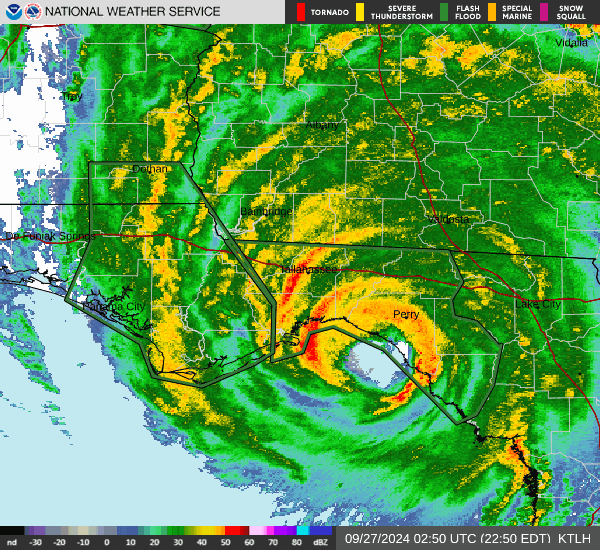 NATIONAL WEATHER SERVICE
TORNADO
SEVERE THUNDERSTORM
FLASH FLOOD
SPECIAL MARINE
SNOW SQUALL
Vidalia
Troy
Albany
Dothan
Bainbridge
Valdosta
De Funiak Springs
Tallahassee
Panama City
Lake City
Perry
nd -30 -20 -10 0 10 20 30 40 50 60 70 80 dBZ
09/27/2024 02:50 UTC (22:50 EDT) KTLH